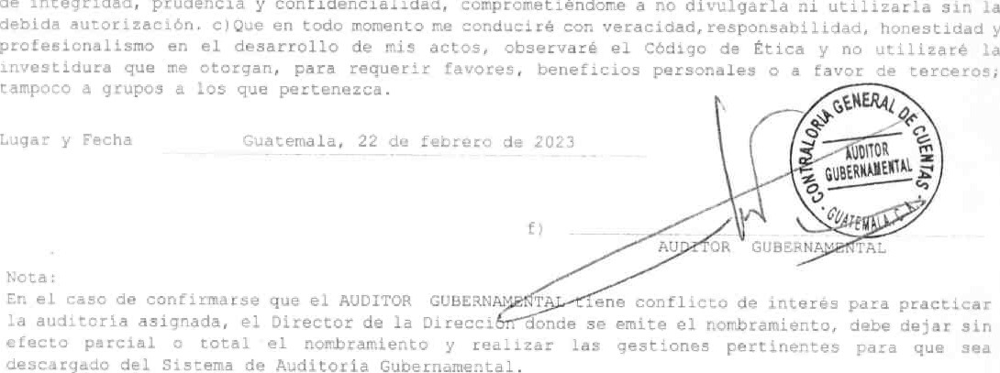 de integridad, prudencia y confidencialidad, comprometiéndome a no divulgarla ni utilizarla sin la
debida autorización. c)Que en todo momento me conduciré con veracidad,responsabilidad, honestidad y
profesionalismo en el desarrollo de mis actos, observaré el Código de Ética y no utilizaré la
investidura que me otorgan, para requerir favores, beneficios personales o a favor de terceros;
tampoco a grupos a los que pertenezca.
Lugar y Fecha Guatemala, 22 de febrero de 2023
CONTRALORIA GENERAL DE CUENTAS
AUDITOR
GUBERNAMENTAL
GUATEMALA, C.A.
f)
AUDITOR GUBERNAMENTAL
Nota:
En el caso de confirmarse que el AUDITOR GUBERNAMENTAL tiene conflicto de interés para practicar
la auditoría asignada, el Director de la Dirección donde se emite el nombramiento, debe dejar sin
efecto parcial o total el nombramiento y realizar las gestiones pertinentes para que sea
descargado del Sistema de Auditoría Gubernamental.